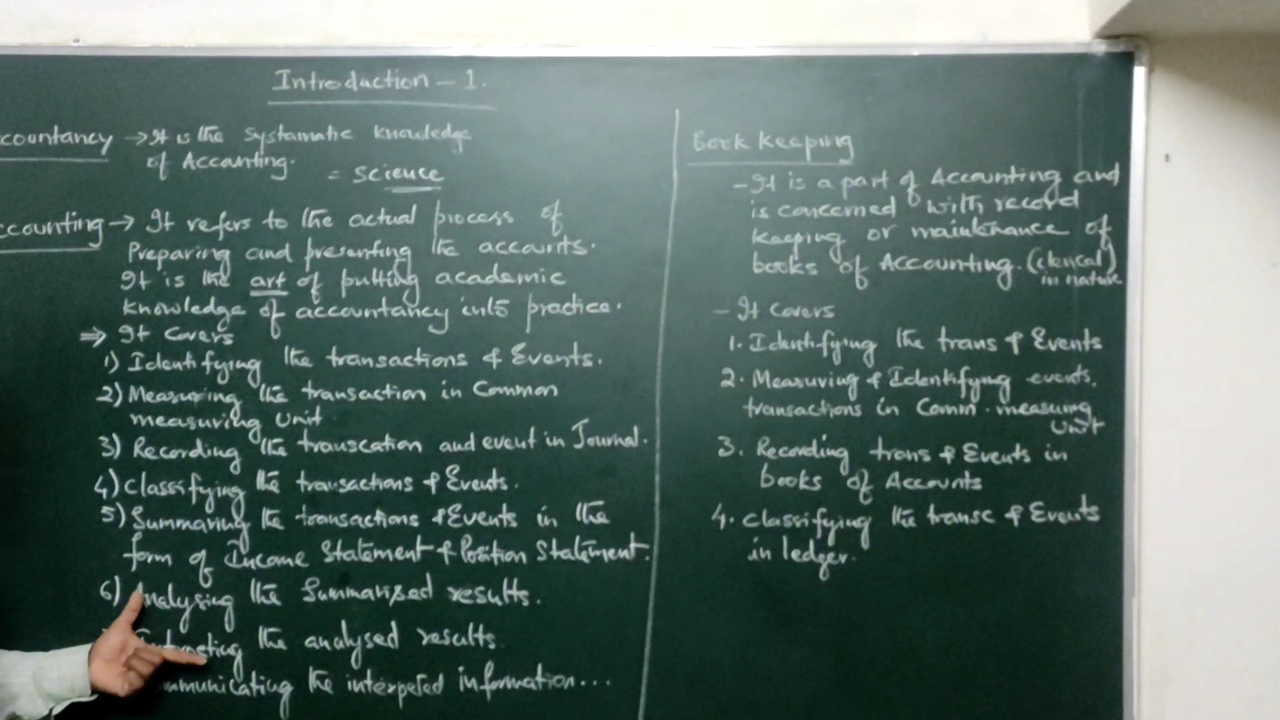 Introduction - 1.
ccountancy → It is the systamatic knowledge
of Accounting.
= science
ccounting → It refers to the actual process of
Preparing and presenting the accounts.
It is the art of putting academic
knowledge of accountancy into practice.
⇒ It covers
1) Identifying the transactions & Events.
2) Measuring the transaction in Common
measuring Unit.
3) Recording the transcation and event in Journal.
4) Classifying the transactions & Events.
5) Summaring the transactions & Events in the
form of Income Statement & Position Statement.
6) Analysing the Summarised results.
the analysed results.
mmunicating the interpeted information...
Book keeping
- It is a part of Accounting and
is concerned with record
keeping or maintenance of
books of Accounting. (clerical)
in nature
- It covers
1. Identifying the trans & Events
2. Measuring & Identifying events.
transactions in Comm. measuring
Unit
3. Recording trans & Events in
books of Accounts
4. classifying the transc & Events
in ledger.